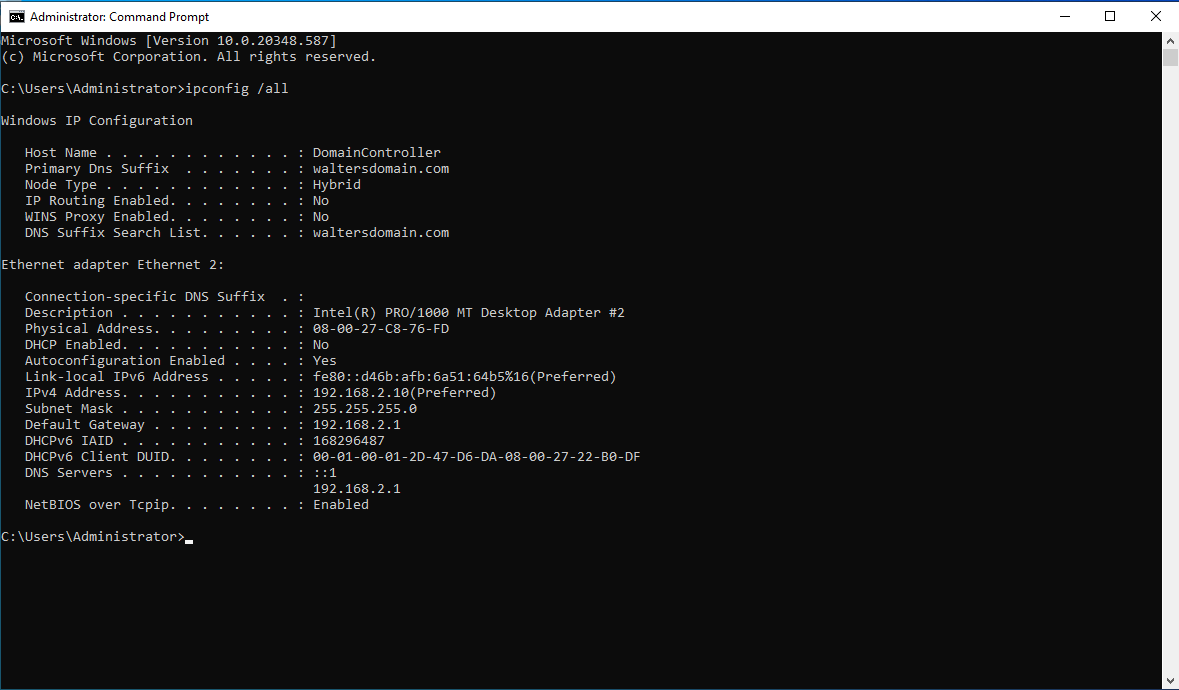 Administrator: Command Prompt
Microsoft Windows [Version 10.0.20348.587]
(c) Microsoft Corporation. All rights reserved.
C:\Users\Administrator>ipconfig /all
Windows IP Configuration
Host Name . . . . . . . . . . . . : DomainController
Primary Dns Suffix  . . . . . . . : waltersdomain.com
Node Type . . . . . . . . . . . . : Hybrid
IP Routing Enabled. . . . . . . . : No
WINS Proxy Enabled. . . . . . . . : No
DNS Suffix Search List. . . . . . : waltersdomain.com
Ethernet adapter Ethernet 2:
Connection-specific DNS Suffix  . :
Description . . . . . . . . . . . : Intel(R) PRO/1000 MT Desktop Adapter #2
Physical Address. . . . . . . . . : 08-00-27-C8-76-FD
DHCP Enabled. . . . . . . . . . . : No
Autoconfiguration Enabled . . . . : Yes
Link-local IPv6 Address . . . . . : fe80::d46b:afb:6a51:64b5%16(Preferred)
IPv4 Address. . . . . . . . . . . : 192.168.2.10(Preferred)
Subnet Mask . . . . . . . . . . . : 255.255.255.0
Default Gateway . . . . . . . . . : 192.168.2.1
DHCPv6 IAID . . . . . . . . . . . : 168296487
DHCPv6 Client DUID. . . . . . . . : 00-01-00-01-2D-47-D6-DA-08-00-27-22-B0-DF
DNS Servers . . . . . . . . . . . : ::1
192.168.2.1
NetBIOS over Tcpip. . . . . . . . : Enabled
C:\Users\Administrator>